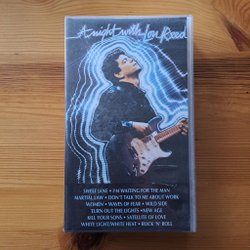 A night with Lou Reed
SWEET JANE • I'M WAITING FOR THE MAN
MARTIAL LAW • DON'T TALK TO ME ABOUT WORK
WOMEN • WAVES OF FEAR • WILD SIDE
TURN OUT THE LIGHTS • NEW AGE
KILL YOUR SONS • SATELLITE OF LOVE
WHITE LIGHT/WHITE HEAT • ROCK 'N' ROLL